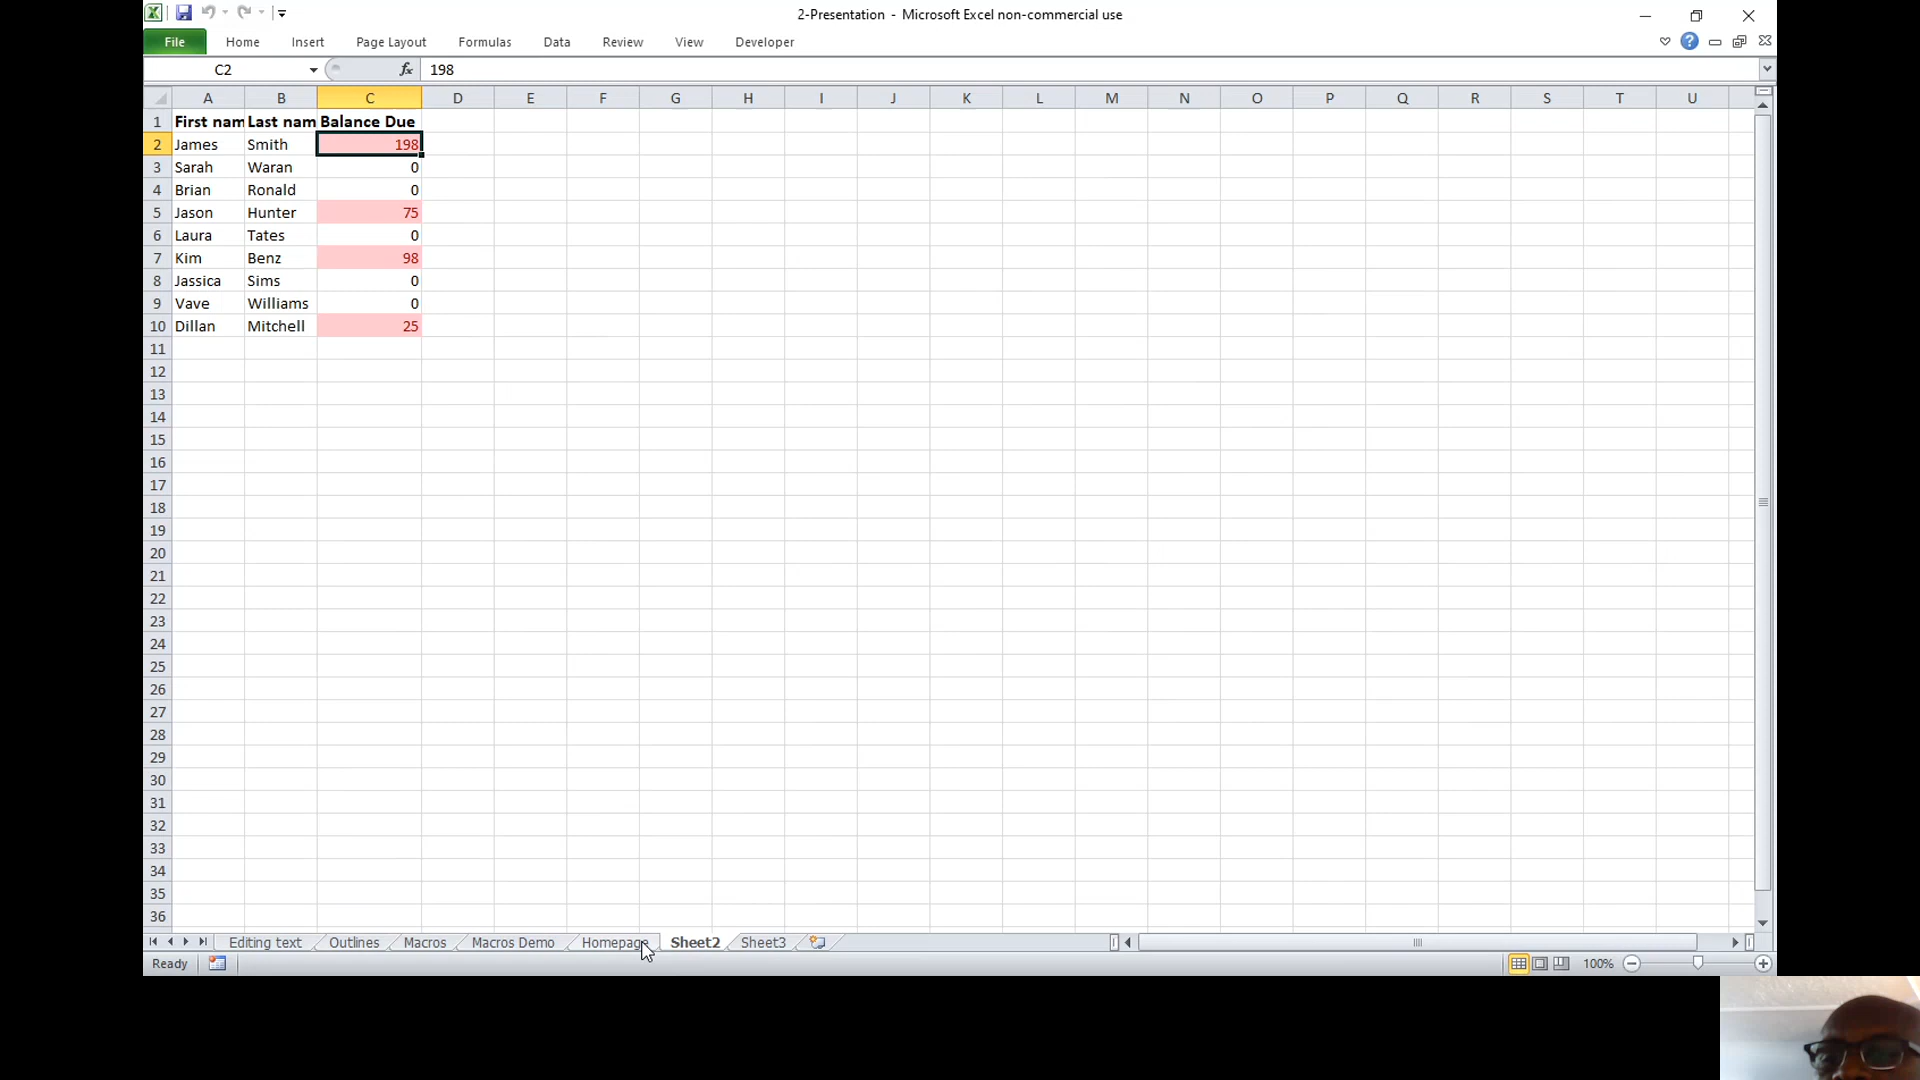 2-Presentation - Microsoft Excel non-commercial use
File Home Insert Page Layout Formulas Data Review View Developer
C2 fx 198
A B C D E F G H I J K L M N O P Q R S T U
1 First nam Last nam Balance Due
2 James Smith 198
3 Sarah Waran 0
4 Brian Ronald 0
5 Jason Hunter 75
6 Laura Tates 0
7 Kim Benz 98
8 Jassica Sims 0
9 Vave Williams 0
10 Dillan Mitchell 25
11
12
13
14
15
16
17
18
19
20
21
22
23
24
25
26
27
28
29
30
31
32
33
34
35
36
Editing text Outlines Macros Macros Demo Homepage Sheet2 Sheet3
Ready 100%